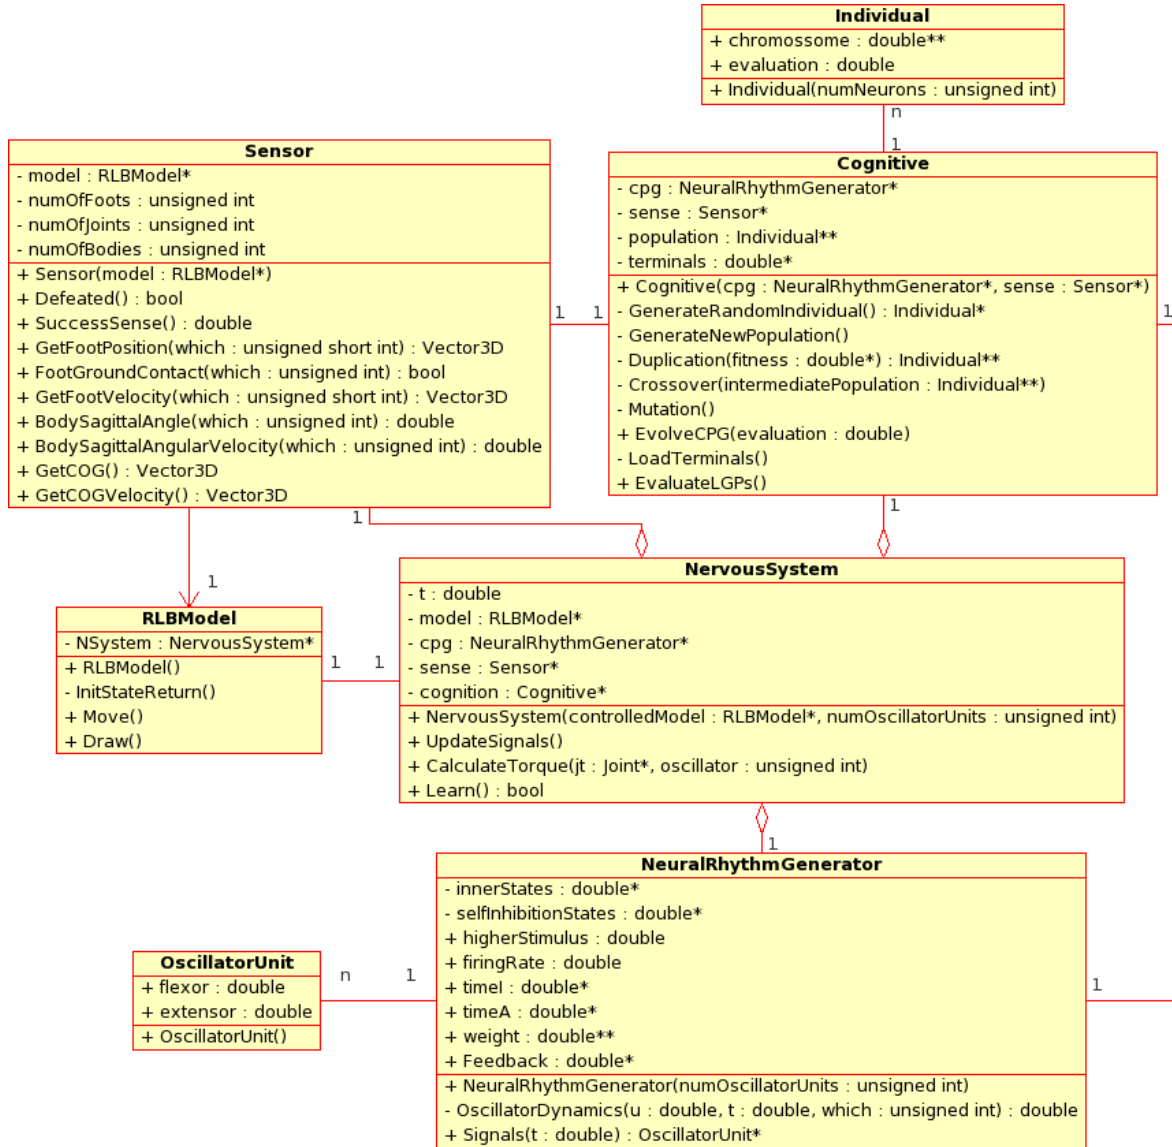 Individual
+ chromossome : double**
+ evaluation : double
+ Individual(numNeurons : unsigned int)
n
1
Sensor
- model : RLBModel*
- numOfFoots : unsigned int
- numOfJoints : unsigned int
- numOfBodies : unsigned int
+ Sensor(model : RLBModel*)
+ Defeated() : bool
+ SuccessSense() : double
+ GetFootPosition(which : unsigned short int) : Vector3D
+ FootGroundContact(which : unsigned int) : bool
+ GetFootVelocity(which : unsigned short int) : Vector3D
+ BodySagittalAngle(which : unsigned int) : double
+ BodySagittalAngularVelocity(which : unsigned int) : double
+ GetCOG() : Vector3D
+ GetCOGVelocity() : Vector3D
1 1
Cognitive
- cpg : NeuralRhythmGenerator*
- sense : Sensor*
- population : Individual**
- terminals : double*
+ Cognitive(cpg : NeuralRhythmGenerator*, sense : Sensor*)
- GenerateRandomIndividual() : Individual*
- GenerateNewPopulation()
- Duplication(fitness : double*) : Individual**
- Crossover(intermediatePopulation : Individual**)
- Mutation()
+ EvolveCPG(evaluation : double)
- LoadTerminals()
+ EvaluateLGPs()
1
1
1
1
RLBModel
- NSystem : NervousSystem*
+ RLBModel()
- InitStateReturn()
+ Move()
+ Draw()
1 1
NervousSystem
- t : double
- model : RLBModel*
- cpg : NeuralRhythmGenerator*
- sense : Sensor*
- cognition : Cognitive*
+ NervousSystem(controlledModel : RLBModel*, numOscillatorUnits : unsigned int)
+ UpdateSignals()
+ CalculateTorque(jt : Joint*, oscillator : unsigned int)
+ Learn() : bool
1
OscillatorUnit
+ flexor : double
+ extensor : double
+ OscillatorUnit()
n 1
NeuralRhythmGenerator
- innerStates : double*
- selfInhibitionStates : double*
+ higherStimulus : double
+ firingRate : double
+ timeI : double*
+ timeA : double*
+ weight : double**
+ Feedback : double*
+ NeuralRhythmGenerator(numOscillatorUnits : unsigned int)
- OscillatorDynamics(u : double, t : double, which : unsigned int) : double
+ Signals(t : double) : OscillatorUnit*
1